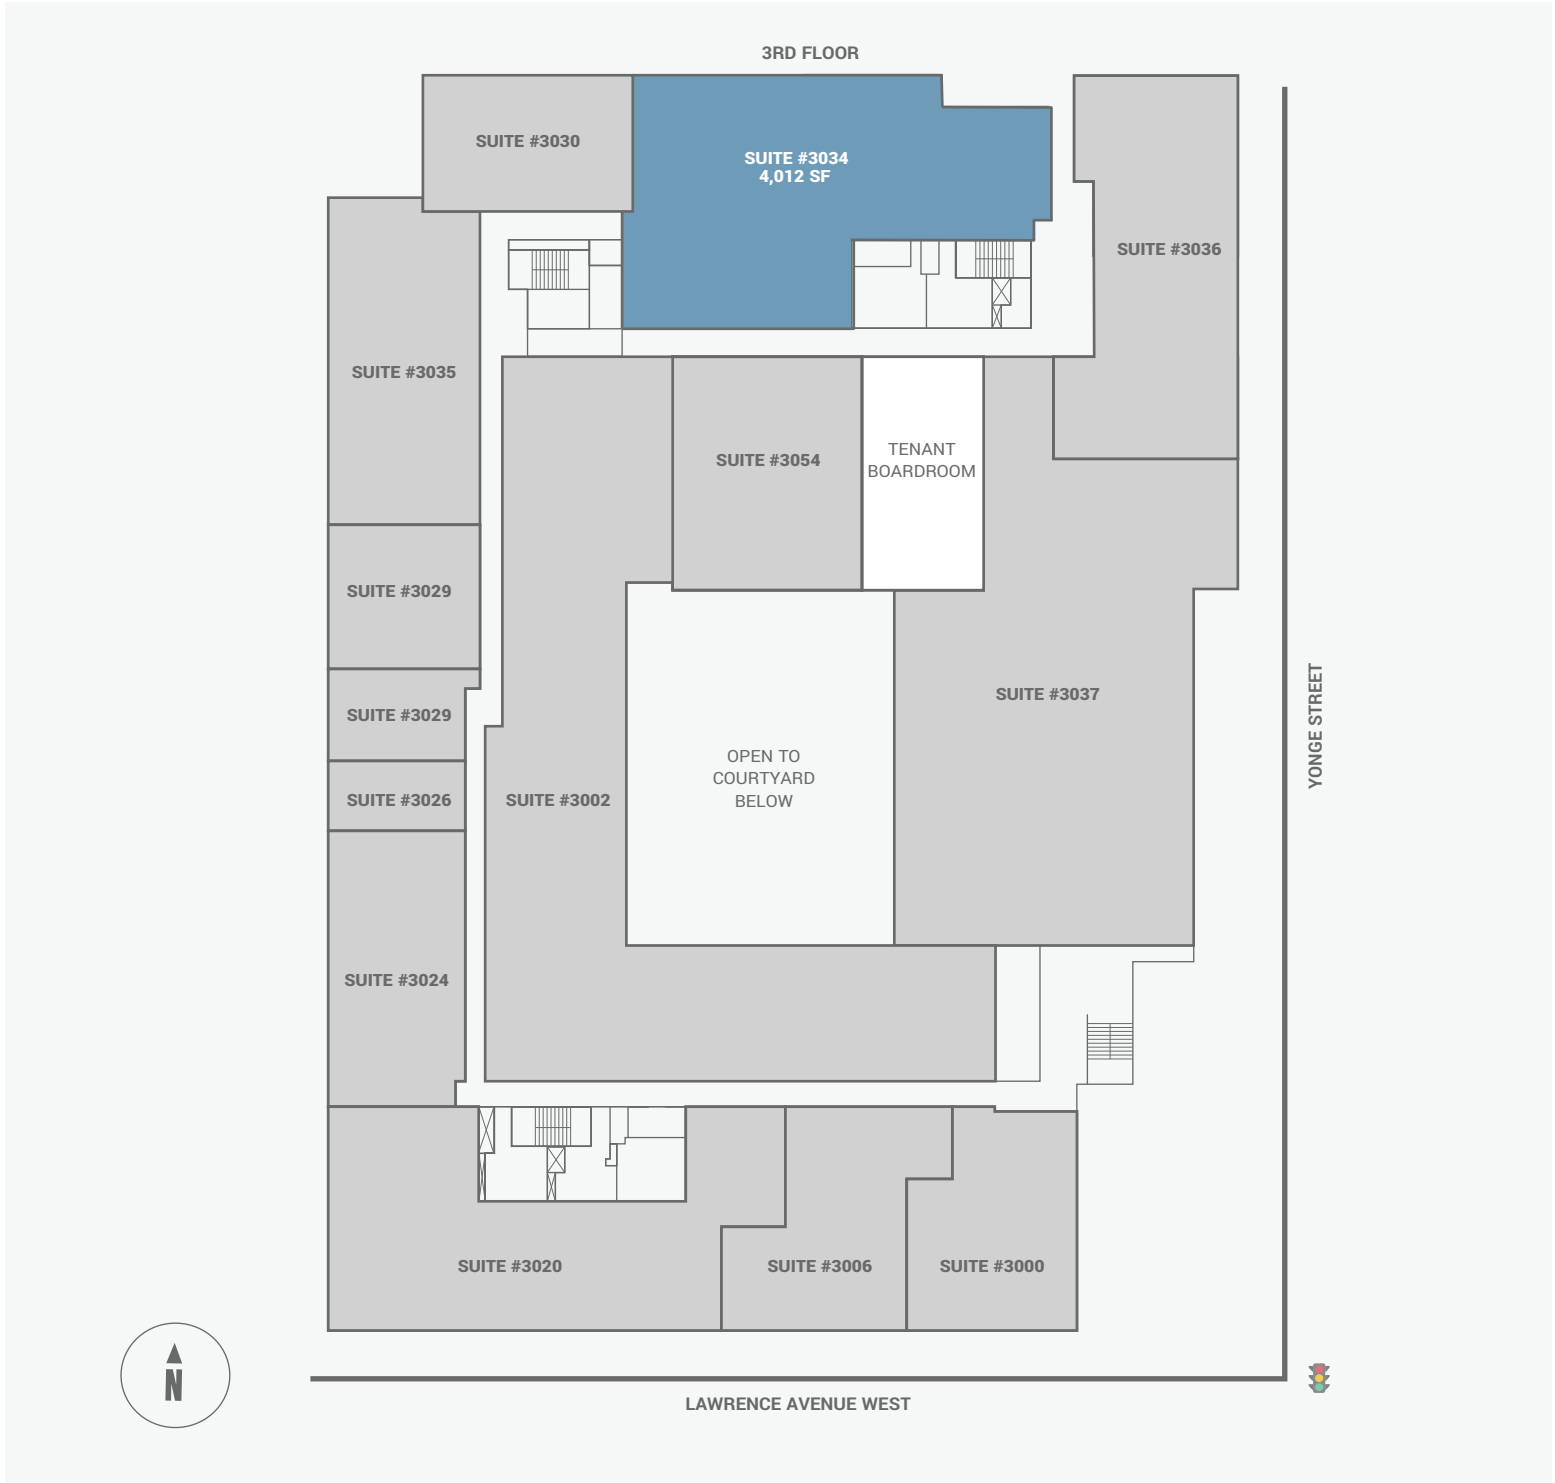 3RD FLOOR
SUITE #3030
SUITE #3034
4,012 SF
SUITE #3036
SUITE #3035
SUITE #3054
TENANT
BOARDROOM
SUITE #3029
SUITE #3037
SUITE #3029
YONGE STREET
OPEN TO
COURTYARD
BELOW
SUITE #3026
SUITE #3002
SUITE #3024
SUITE #3020
SUITE #3006
SUITE #3000
N
LAWRENCE AVENUE WEST